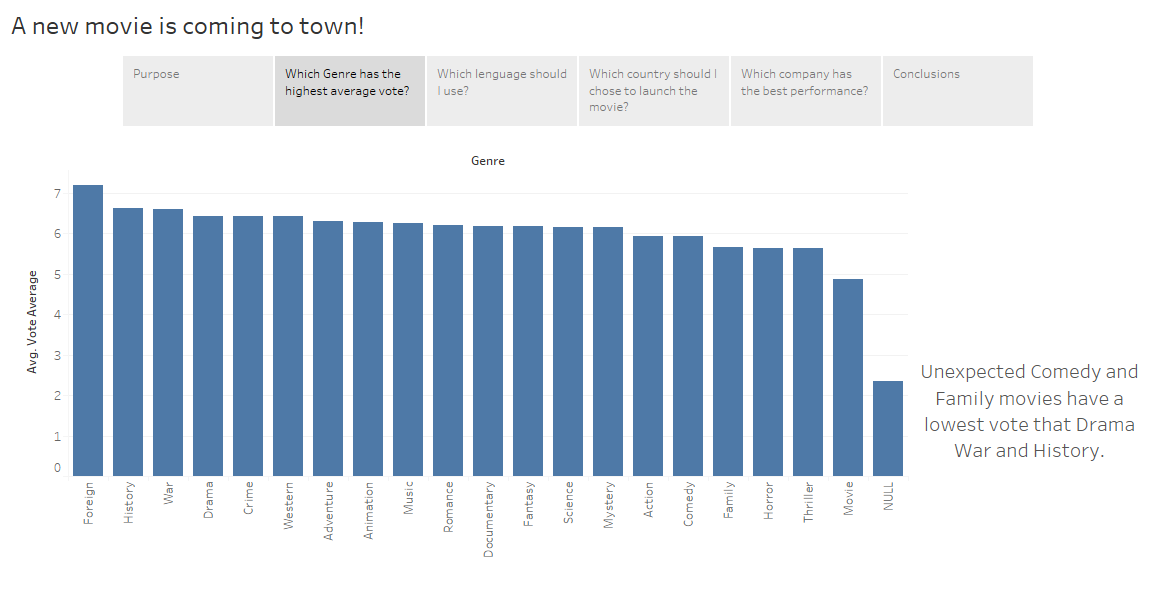 A new movie is coming to town!
Purpose
Which Genre has the
highest average vote?
Which lenguage should
I use?
Which country should I
chose to launch the
movie?
Which company has
the best performance?
Conclusions
Genre
Avg. Vote Average
7
6
5
4
3
2
1
0
Foreign
History
War
Drama
Crime
Western
Adventure
Animation
Music
Romance
Documentary
Fantasy
Science
Mystery
Action
Comedy
Family
Horror
Thriller
Movie
NULL
Unexpected Comedy and
Family movies have a
lowest vote that Drama
War and History.